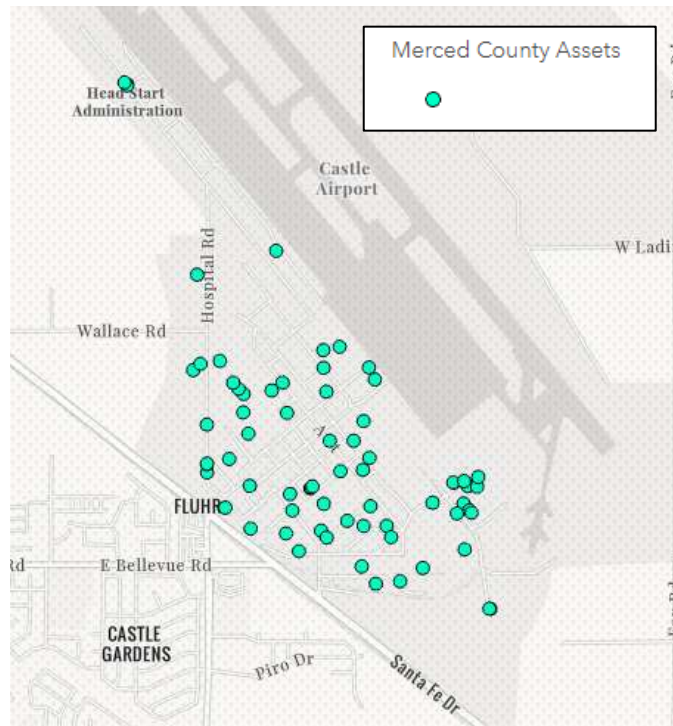 Merced County Assets
Head Start
Administration
Castle
Airport
W Ladi
Hospital Rd
Wallace Rd
FLUHR
Rd
E Bellevue Rd
CASTLE
GARDENS
Piro Dr
Santa Fe Dr